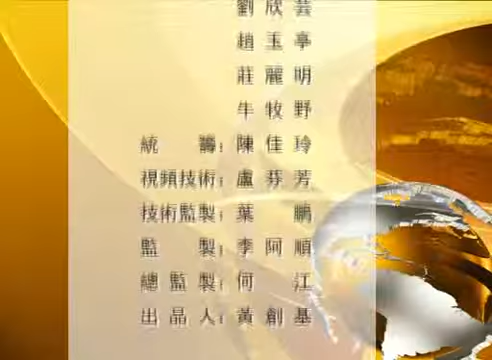 劉欣芸
趙玉亭
莊麗明
牛牧野
統籌：陳佳玲
視頻技術：盧芬芳
技術監製：葉鵬
監製：李阿順
總監製：何江
出品人：黃創基